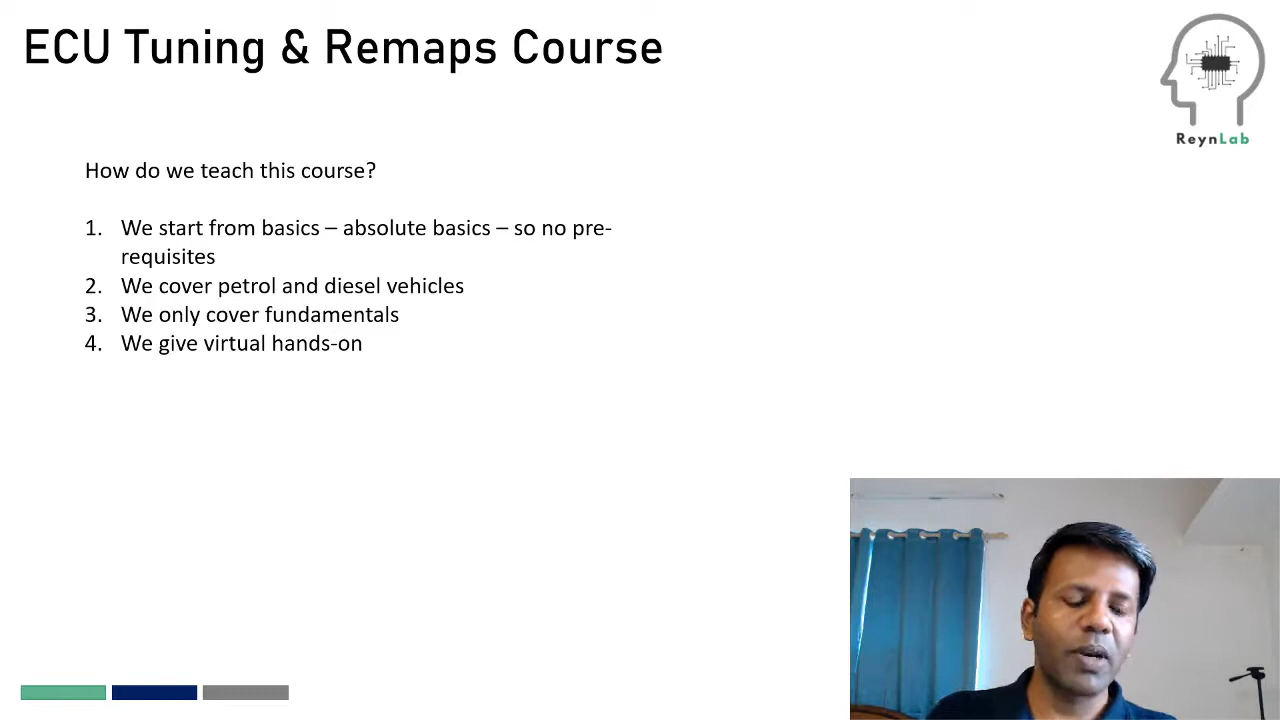 ECU Tuning & Remaps Course
ReynLab
How do we teach this course?
1. We start from basics – absolute basics – so no pre-
requisites
2. We cover petrol and diesel vehicles
3. We only cover fundamentals
4. We give virtual hands-on